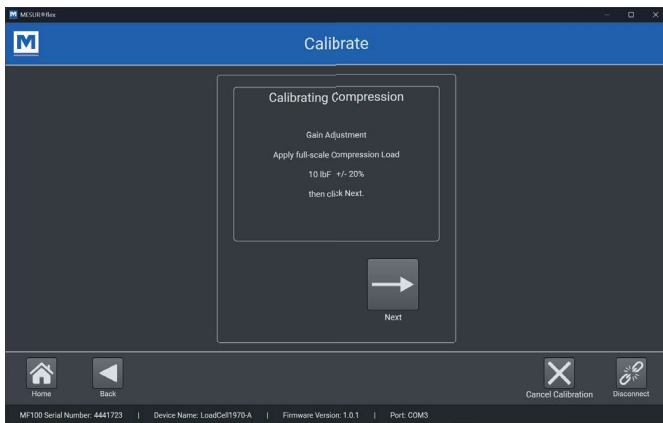 MESUR®flex
M
Calibrate
Calibrating Compression
Gain Adjustment
Apply full-scale Compression Load
10 lbF +/- 20%
then click Next.
Next
Home
Back
Cancel Calibration
Disconnect
MF100 Serial Number: 4441723 | Device Name: LoadCell1970-A | Firmware Version: 1.0.1 | Port: COM3